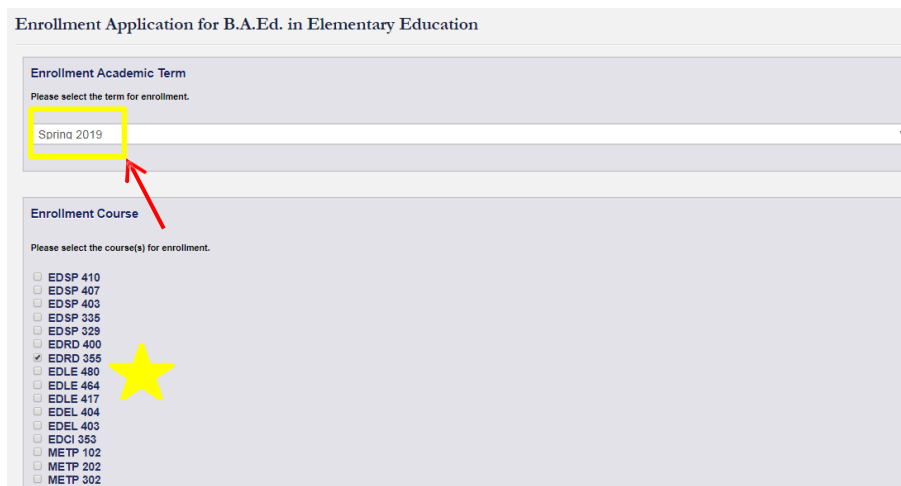 Enrollment Application for B.A.Ed. in Elementary Education
Enrollment Academic Term
Please select the term for enrollment.
Spring 2019
Enrollment Course
Please select the course(s) for enrollment.
EDSP 410
EDSP 407
EDSP 403
EDSP 335
EDSP 329
EDRD 400
EDRD 355
EDLE 480
EDLE 464
EDLE 417
EDEL 404
EDEL 403
EDCI 353
METP 102
METP 202
METP 302